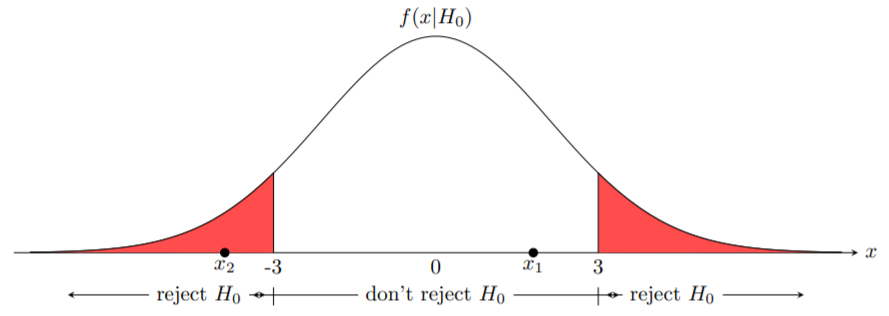 f(x|H₀)
x
x₂ -3 0 x₁ 3
reject H₀ don't reject H₀ reject H₀